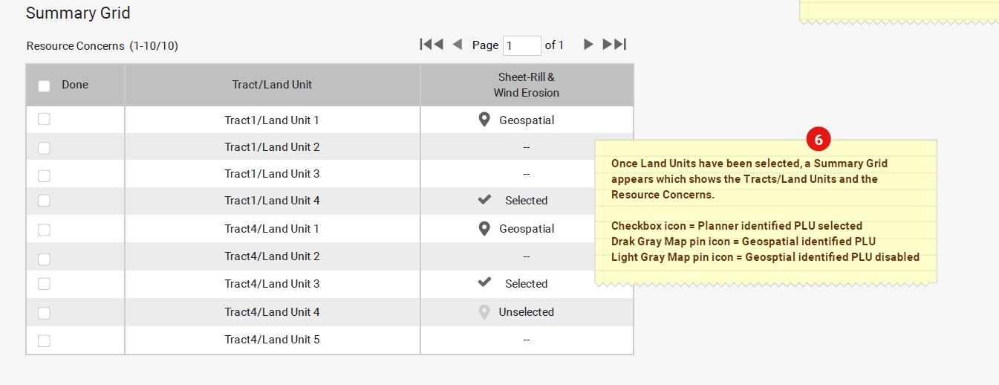 Summary Grid
Resource Concerns (1-10/10)
Page 1 of 1
Done Tract/Land Unit Sheet-Rill & Wind Erosion
Tract1/Land Unit 1 Geospatial
Tract1/Land Unit 2 --
Tract1/Land Unit 3 --
Tract1/Land Unit 4 Selected
Tract4/Land Unit 1 Geospatial
Tract4/Land Unit 2 --
Tract4/Land Unit 3 Selected
Tract4/Land Unit 4 Unselected
Tract4/Land Unit 5 --
6
Once Land Units have been selected, a Summary Grid
appears which shows the Tracts/Land Units and the
Resource Concerns.
Checkbox icon = Planner identified PLU selected
Drak Gray Map pin icon = Geospatial identified PLU
Light Gray Map pin icon = Geosptial identified PLU disabled